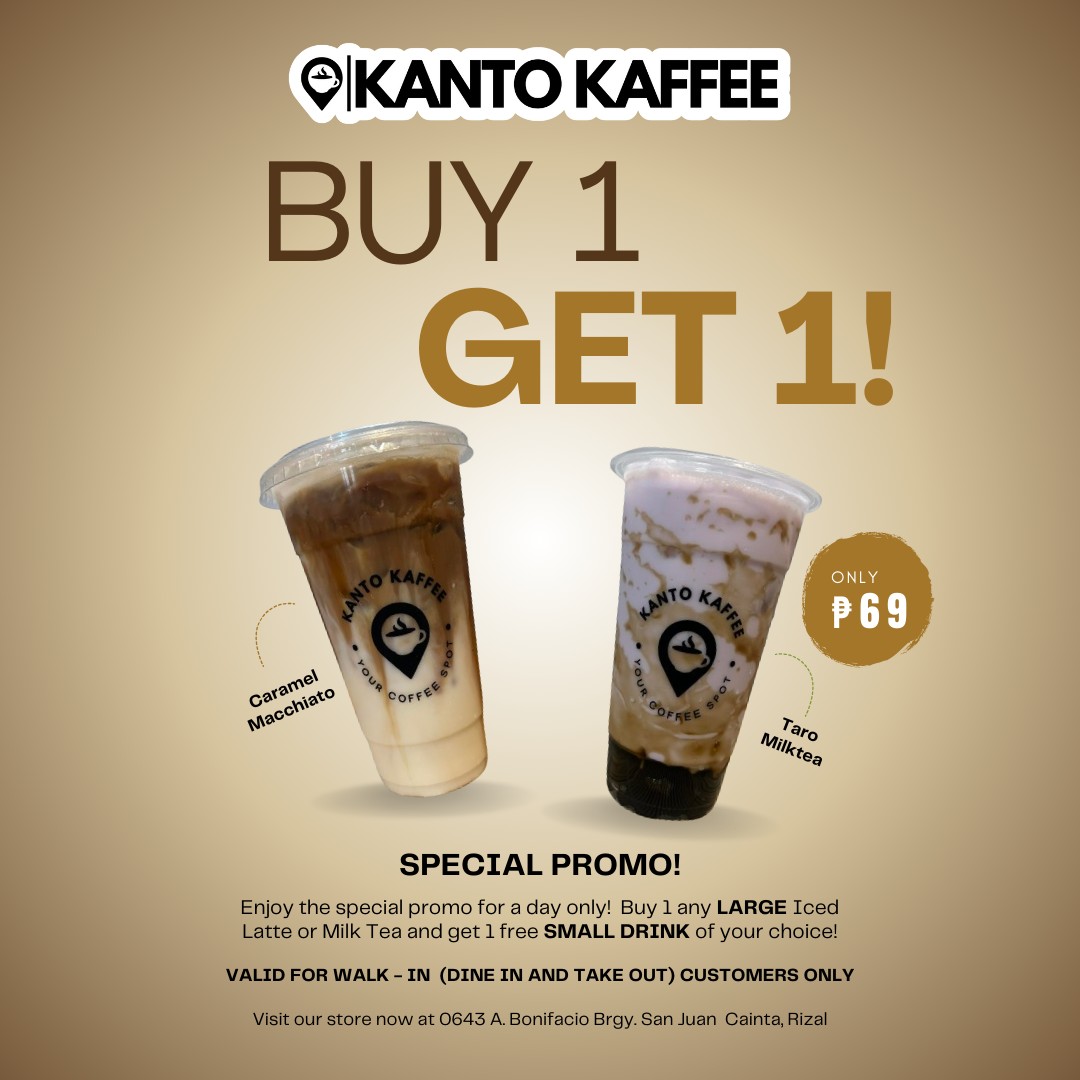 KANTO KAFFEE
BUY 1
GET 1!
KANTO KAFFEE
YOUR COFFEE SPOT
KANTO KAFFEE
YOUR COFFEE SPOT
ONLY
₱69
Caramel
Macchiato
Taro
Milktea
SPECIAL PROMO!
Enjoy the special promo for a day only! Buy 1 any LARGE Iced
Latte or Milk Tea and get 1 free SMALL DRINK of your choice!
VALID FOR WALK - IN (DINE IN AND TAKE OUT) CUSTOMERS ONLY
Visit our store now at 0643 A. Bonifacio Brgy. San Juan Cainta, Rizal